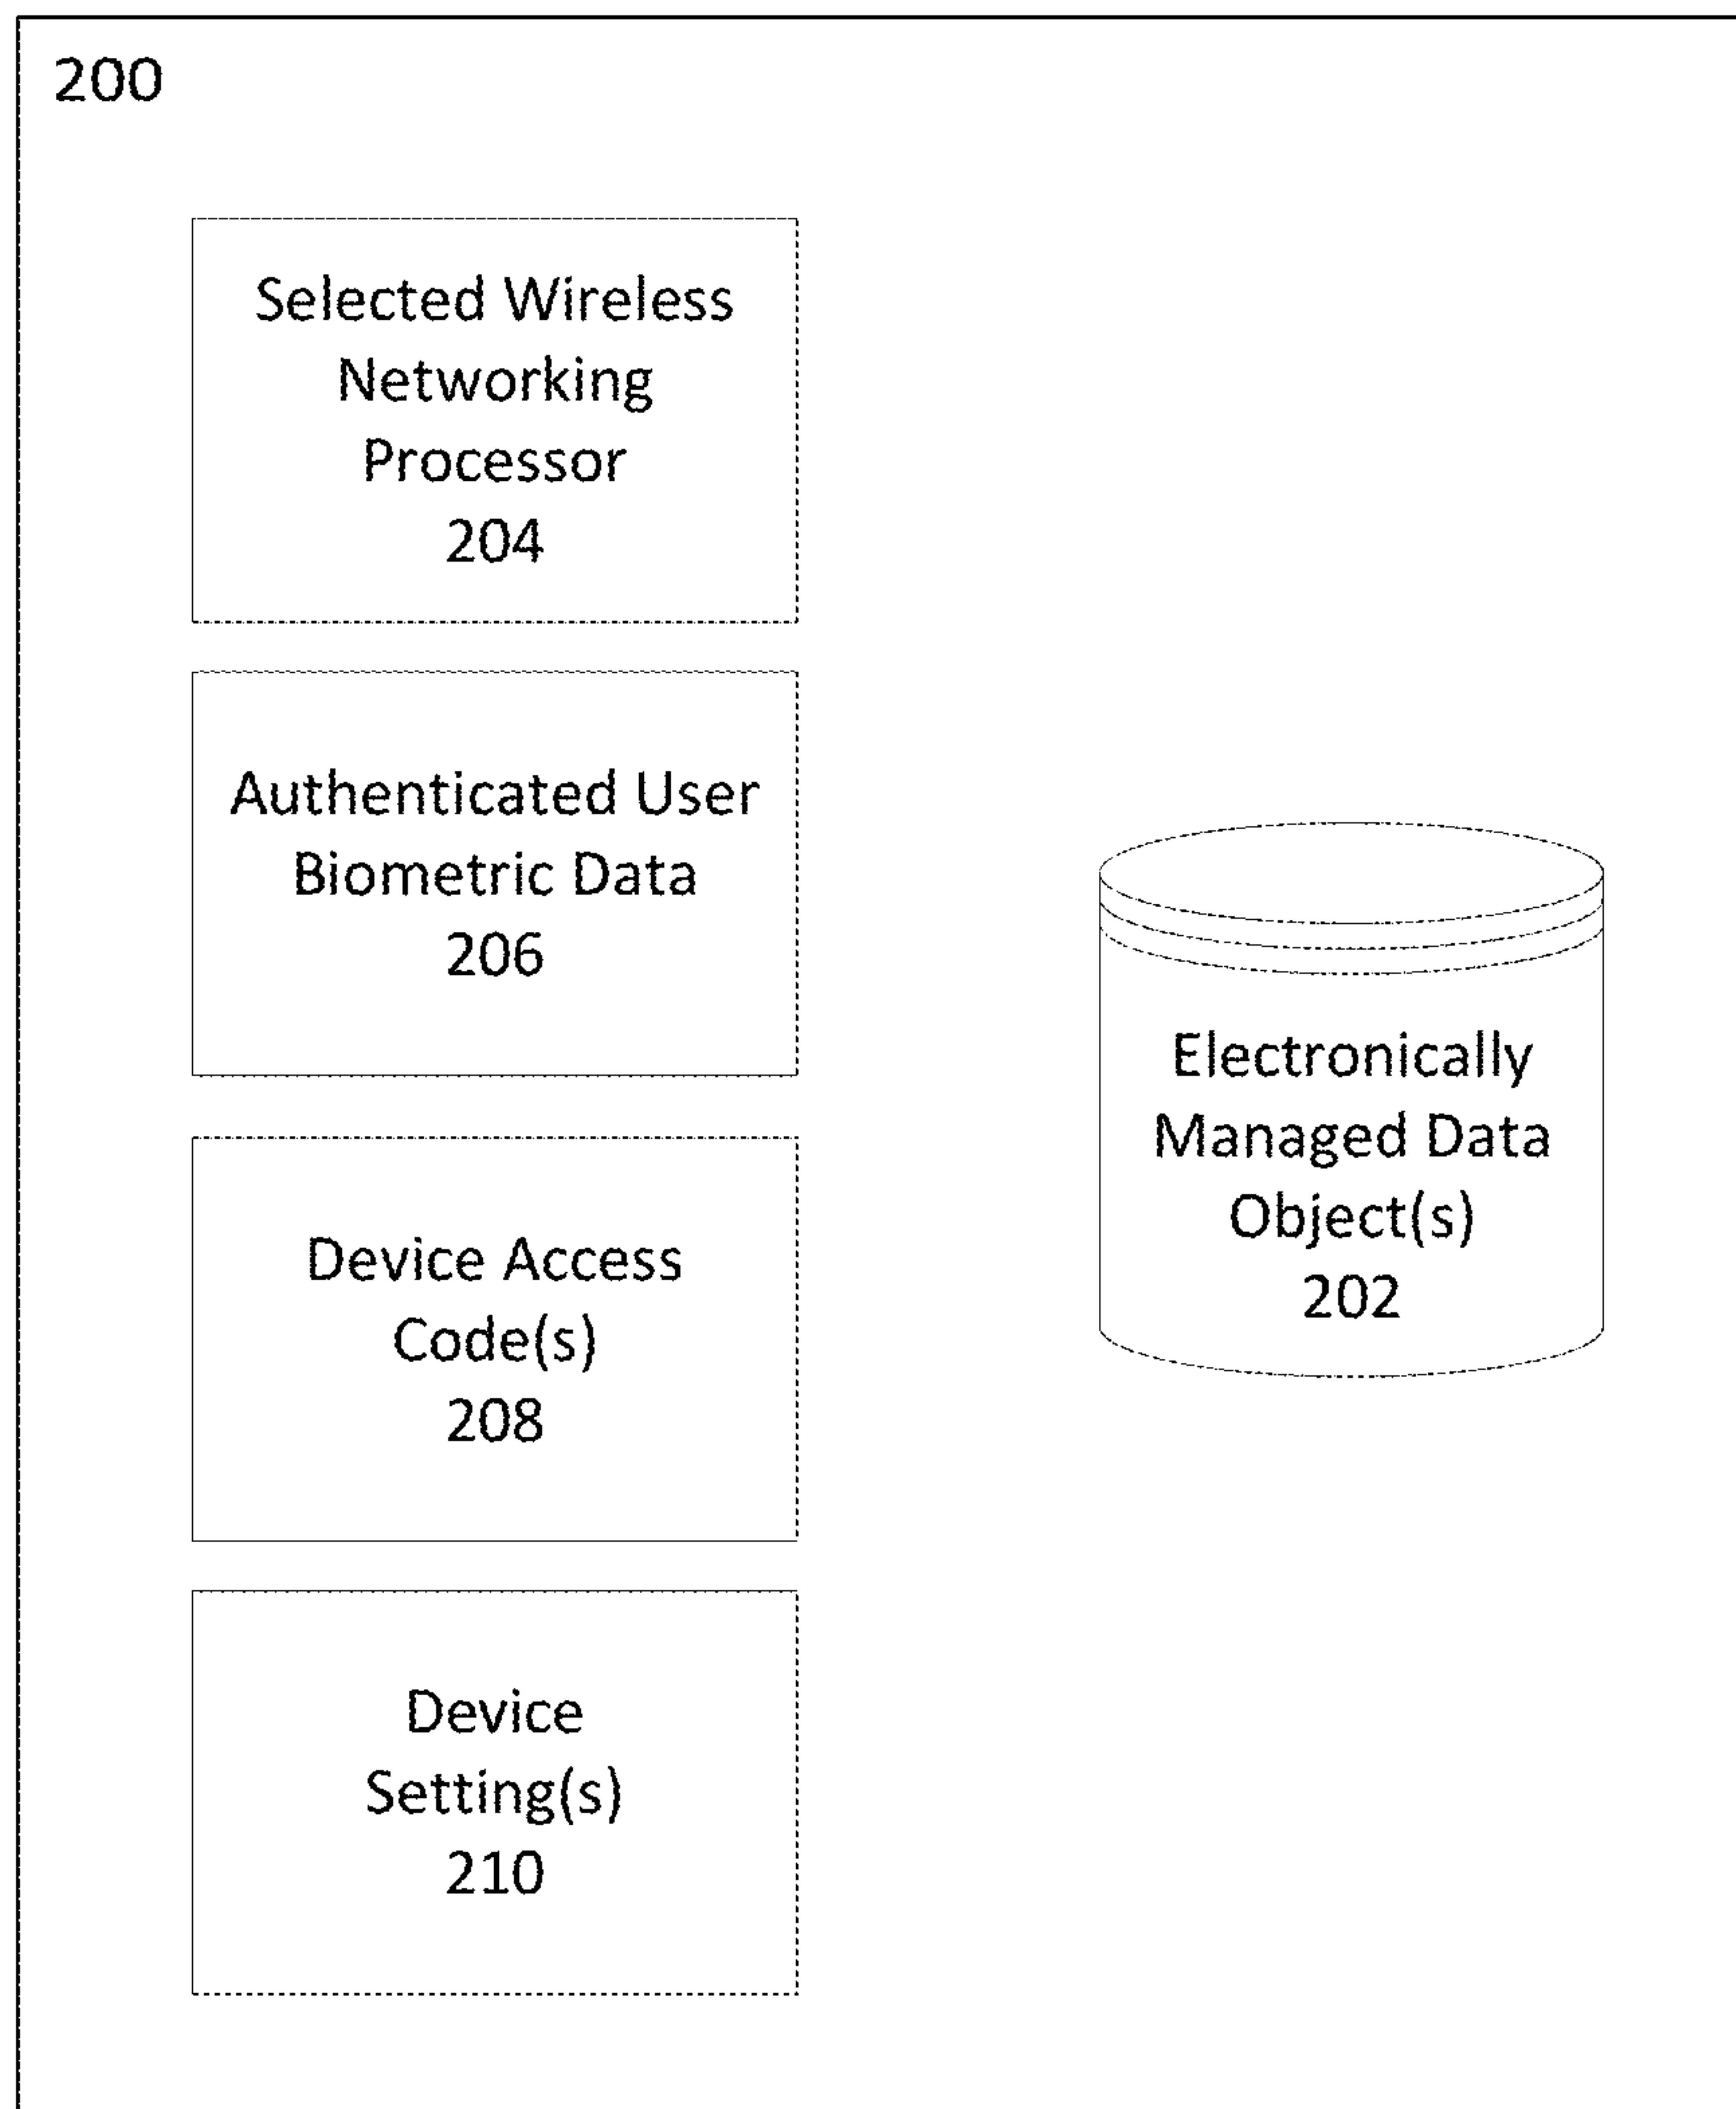 200
Selected Wireless
Networking
Processor
204
Authenticated User
Biometric Data
206
Device Access
Code(s)
208
Device
Setting(s)
210
Electronically
Managed Data
Object(s)
202